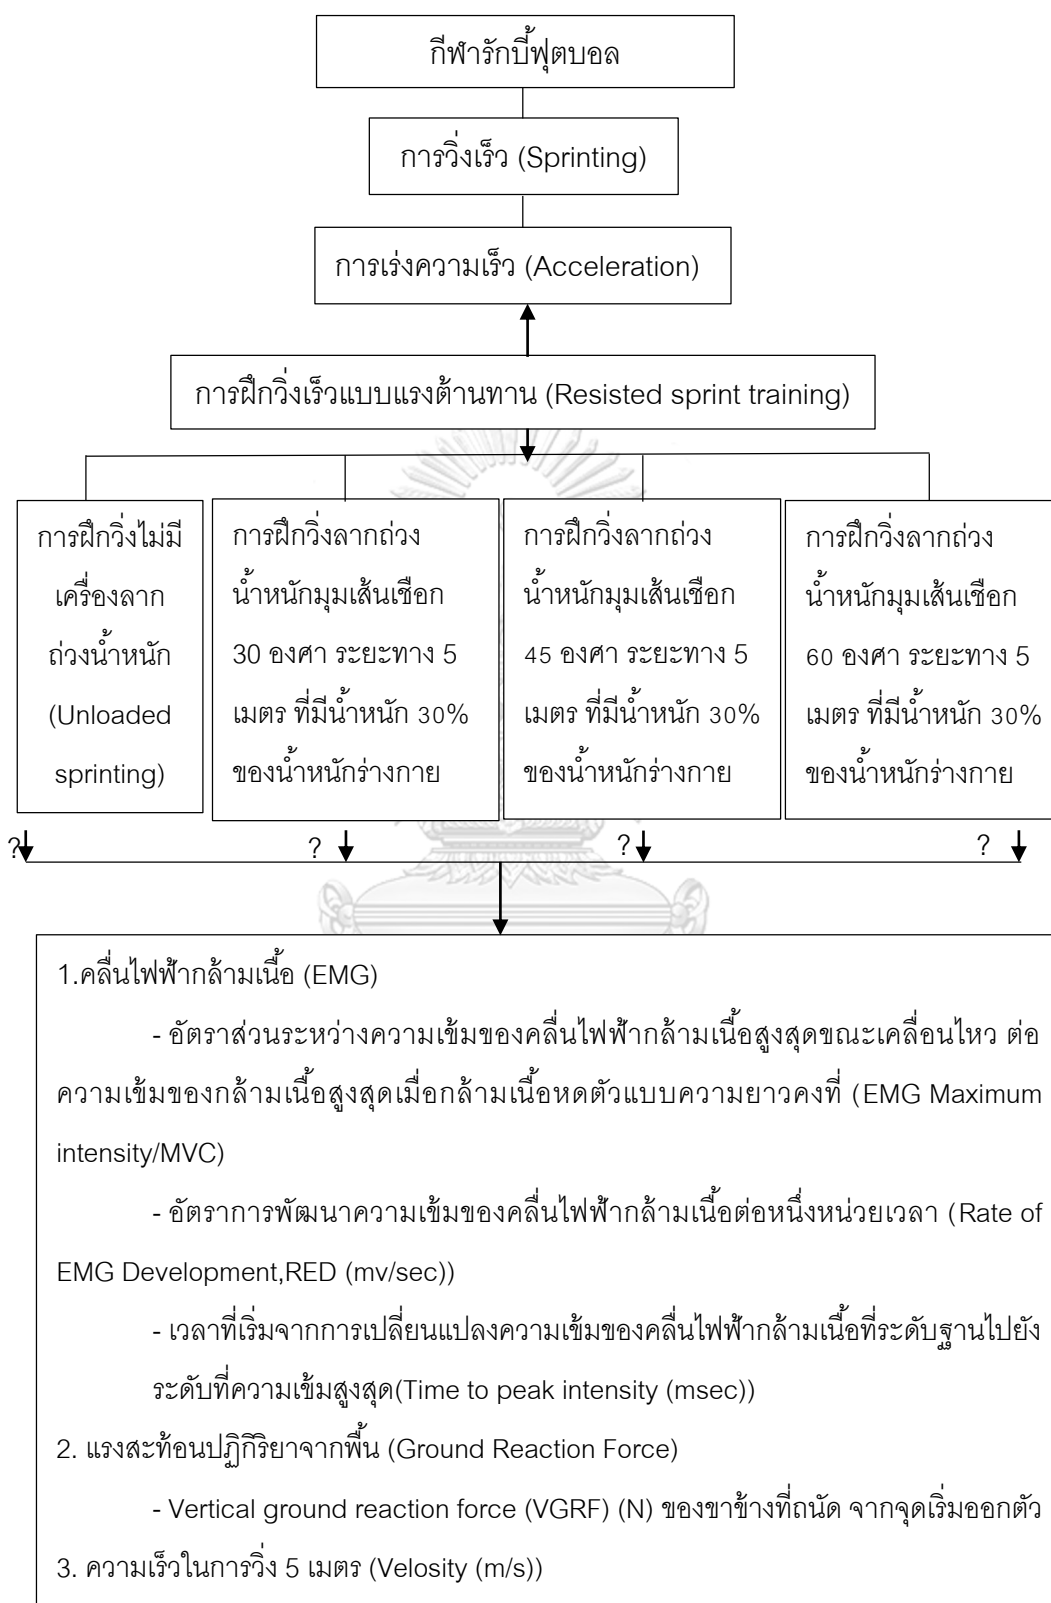 กีฬารักบี้ฟุตบอล
การวิ่งเร็ว (Sprinting)
การเร่งความเร็ว (Acceleration)
การฝึกวิ่งเร็วแบบแรงต้านทาน (Resisted sprint training)
การฝึกวิ่งไม่มี
เครื่องลาก
ถ่วงน้ำหนัก
(Unloaded
sprinting)
การฝึกวิ่งลากถ่วง
น้ำหนักมุมเส้นเชือก
30 องศา ระยะทาง 5
เมตร ที่มีน้ำหนัก 30%
ของน้ำหนักร่างกาย
การฝึกวิ่งลากถ่วง
น้ำหนักมุมเส้นเชือก
45 องศา ระยะทาง 5
เมตร ที่มีน้ำหนัก 30%
ของน้ำหนักร่างกาย
การฝึกวิ่งลากถ่วง
น้ำหนักมุมเส้นเชือก
60 องศา ระยะทาง 5
เมตร ที่มีน้ำหนัก 30%
ของน้ำหนักร่างกาย
? ? ? ?
1.คลื่นไฟฟ้ากล้ามเนื้อ (EMG)
- อัตราส่วนระหว่างความเข้มของคลื่นไฟฟ้ากล้ามเนื้อสูงสุดขณะเคลื่อนไหว ต่อ
ความเข้มของกล้ามเนื้อสูงสุดเมื่อกล้ามเนื้อหดตัวแบบความยาวคงที่ (EMG Maximum
intensity/MVC)
- อัตราการพัฒนาความเข้มของคลื่นไฟฟ้ากล้ามเนื้อต่อหนึ่งหน่วยเวลา (Rate of
EMG Development,RED (mv/sec))
- เวลาที่เริ่มจากการเปลี่ยนแปลงความเข้มของคลื่นไฟฟ้ากล้ามเนื้อที่ระดับฐานไปยัง
ระดับที่ความเข้มสูงสุด(Time to peak intensity (msec))
2. แรงสะท้อนปฏิกิริยาจากพื้น (Ground Reaction Force)
- Vertical ground reaction force (VGRF) (N) ของขาข้างที่ถนัด จากจุดเริ่มออกตัว
3. ความเร็วในการวิ่ง 5 เมตร (Velosity (m/s))